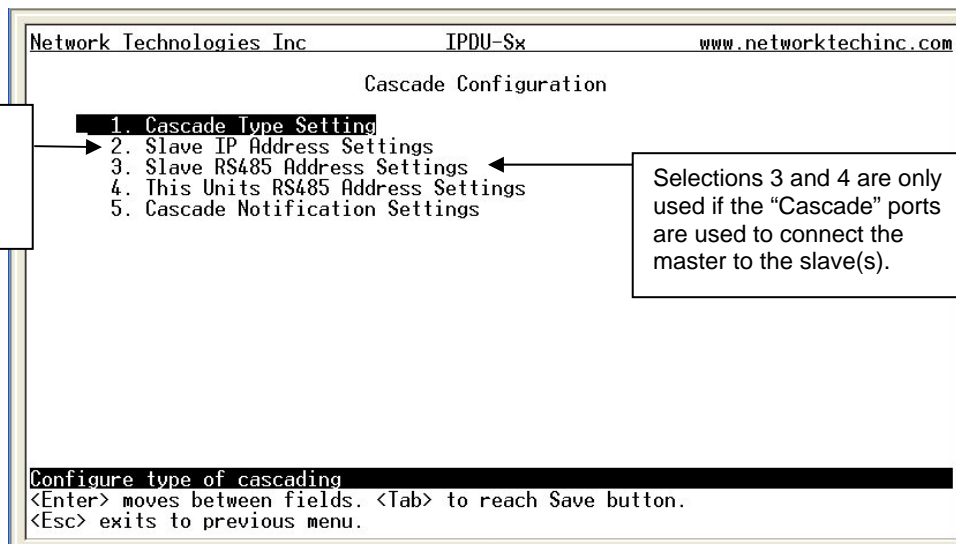 Network Technologies Inc IPDU-Sx www.networktechinc.com
Cascade Configuration
1. Cascade Type Setting
2. Slave IP Address Settings
3. Slave RS485 Address Settings
4. This Units RS485 Address Settings
5. Cascade Notification Settings
Selections 3 and 4 are only
used if the “Cascade” ports
are used to connect the
master to the slave(s).
Configure type of cascading
<Enter> moves between fields. <Tab> to reach Save button.
<Esc> exits to previous menu.